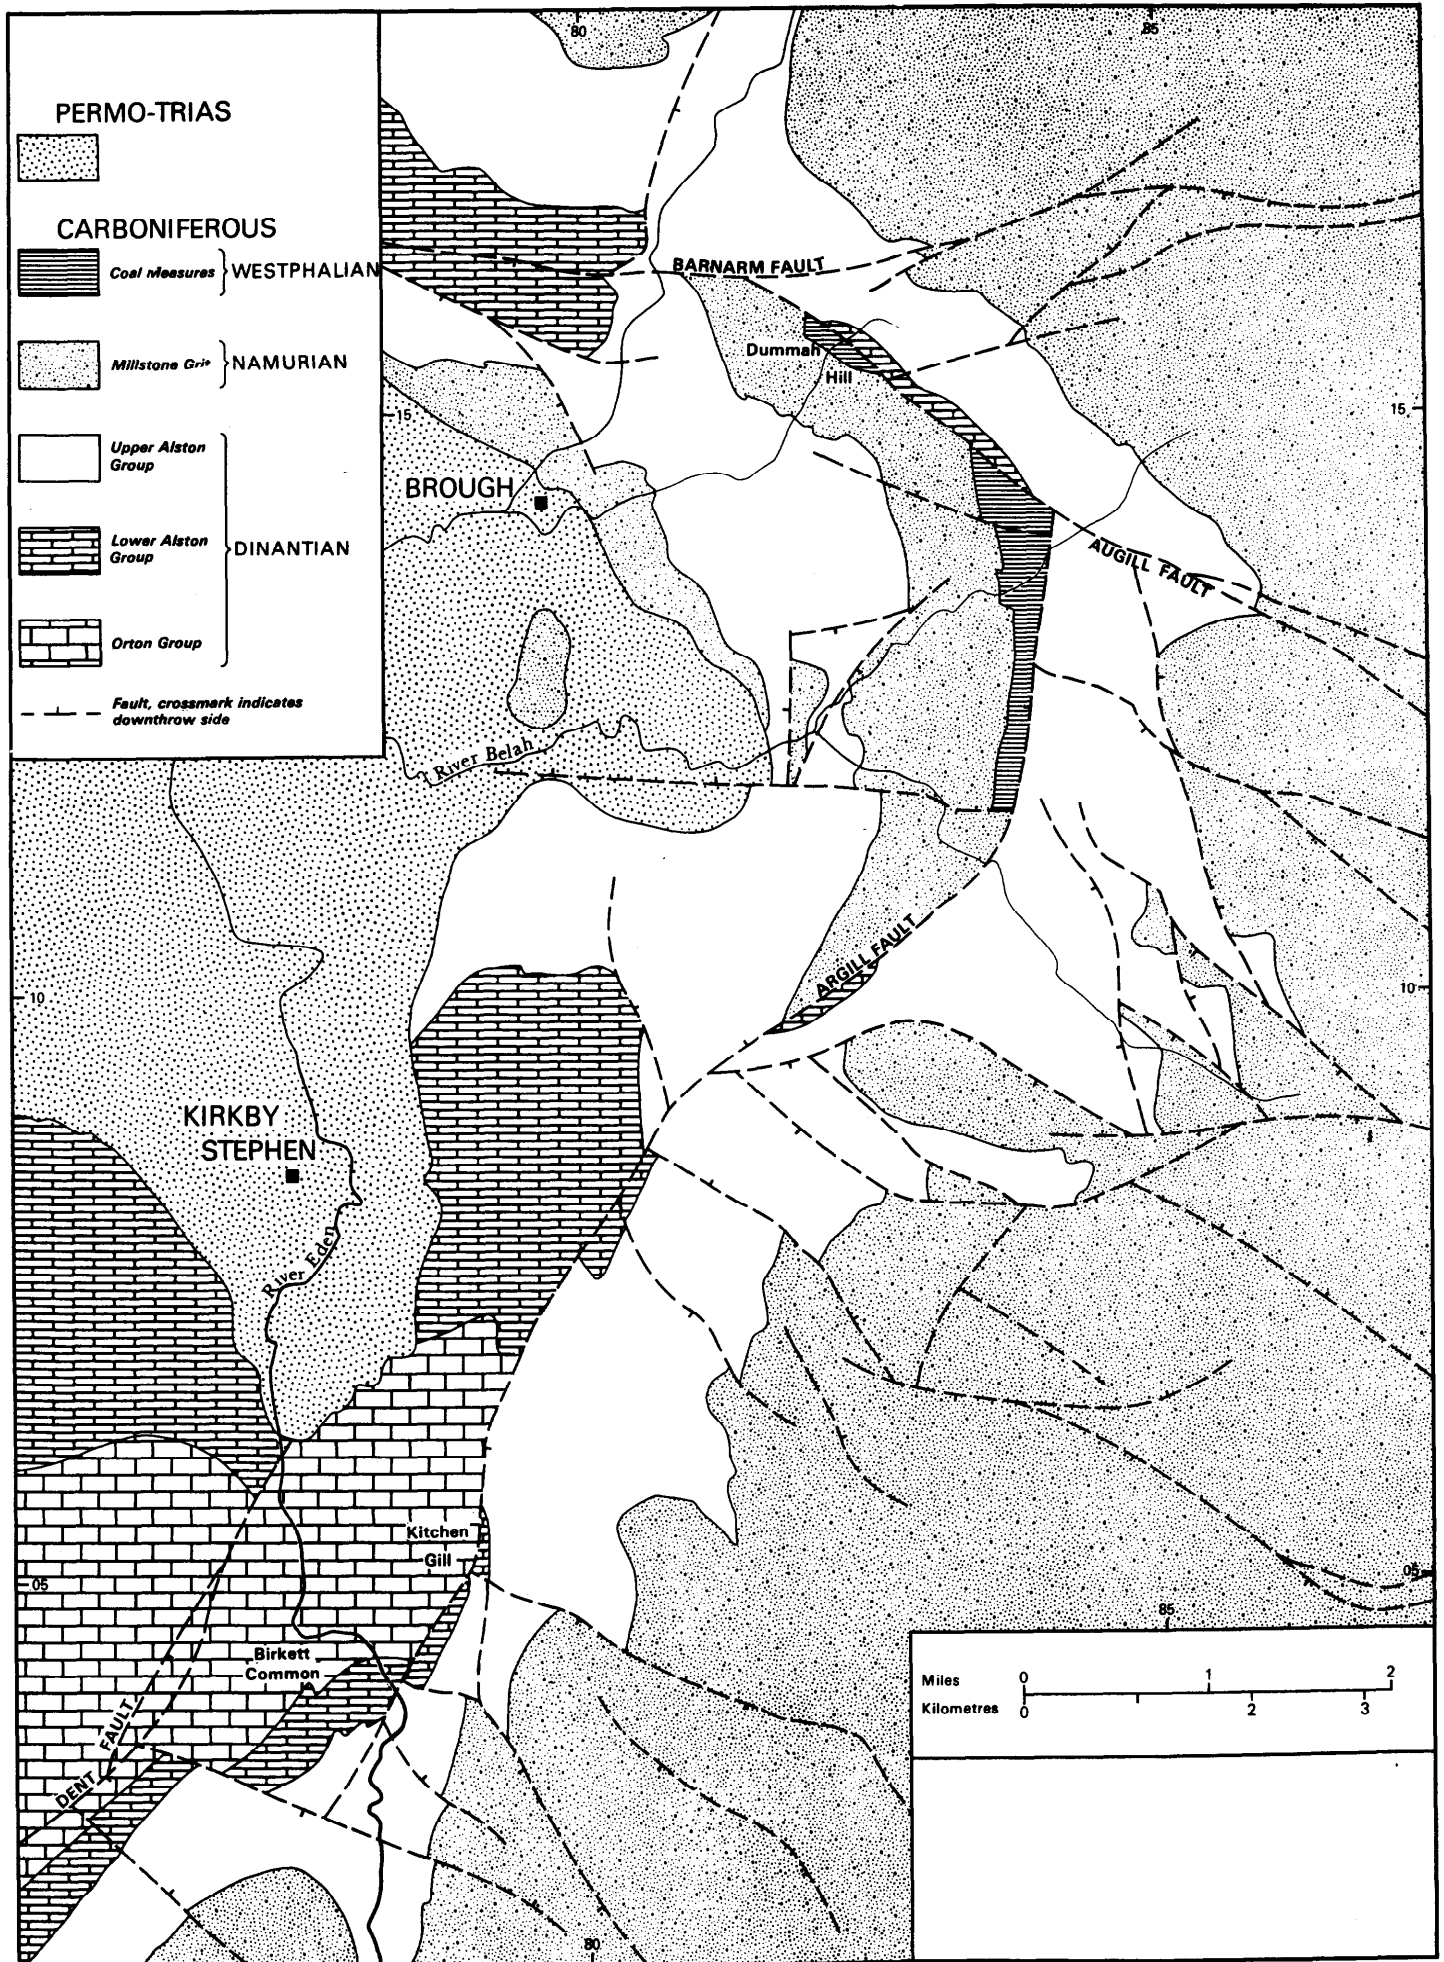 PERMO-TRIAS
CARBONIFEROUS
Coal Measures } WESTPHALIAN
Millstone Grit } NAMURIAN
Upper Alston
Group
Lower Alston
Group
DINANTIAN
Orton Group
Fault, crossmark indicates
downthrow side
80
85
BARNARM FAULT
Dummah
Hill
15
15
BROUGH
AUGILL FAULT
River Belah
ARGILL FAULT
10
10
KIRKBY
STEPHEN
River Eden
Kitchen
Gill
05
05
Birkett
Common
DENT FAULT
85
80
Miles 0 1 2
Kilometres 0 2 3